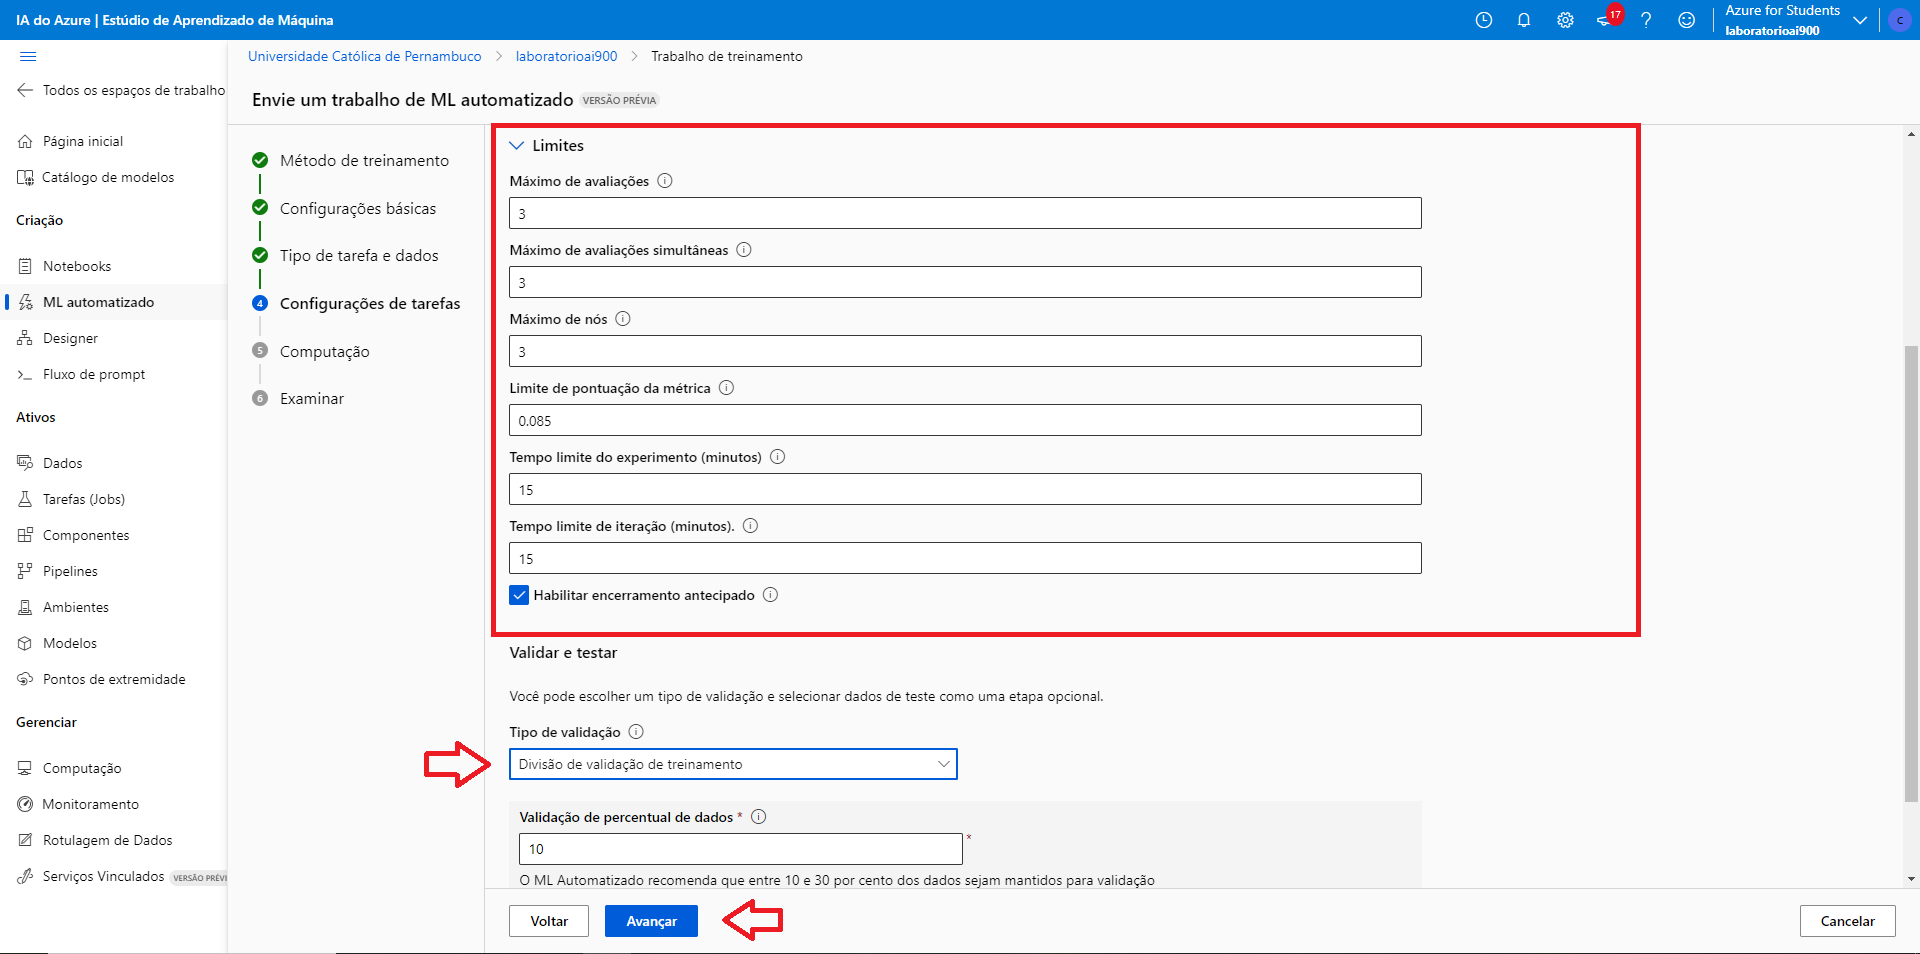 IA do Azure | Estúdio de Aprendizado de Máquina
17
Azure for Students
laboratorioai900
C
Universidade Católica de Pernambuco > laboratorioai900 > Trabalho de treinamento
Todos os espaços de trabalho
Página inicial
Catálogo de modelos
Criação
Notebooks
ML automatizado
Designer
Fluxo de prompt
Ativos
Dados
Tarefas (Jobs)
Componentes
Pipelines
Ambientes
Modelos
Pontos de extremidade
Gerenciar
Computação
Monitoramento
Rotulagem de Dados
Serviços Vinculados VERSÃO PRÉVI
Envie um trabalho de ML automatizado VERSÃO PRÉVIA
Método de treinamento
Configurações básicas
Tipo de tarefa e dados
4 Configurações de tarefas
5 Computação
6 Examinar
Limites
Máximo de avaliações
3
Máximo de avaliações simultâneas
3
Máximo de nós
3
Limite de pontuação da métrica
0.085
Tempo limite do experimento (minutos)
15
Tempo limite de iteração (minutos).
15
Habilitar encerramento antecipado
Validar e testar
Você pode escolher um tipo de validação e selecionar dados de teste como uma etapa opcional.
Tipo de validação
Divisão de validação de treinamento
Validação de percentual de dados *
10 *
O ML Automatizado recomenda que entre 10 e 30 por cento dos dados sejam mantidos para validação
Voltar
Avançar
Cancelar